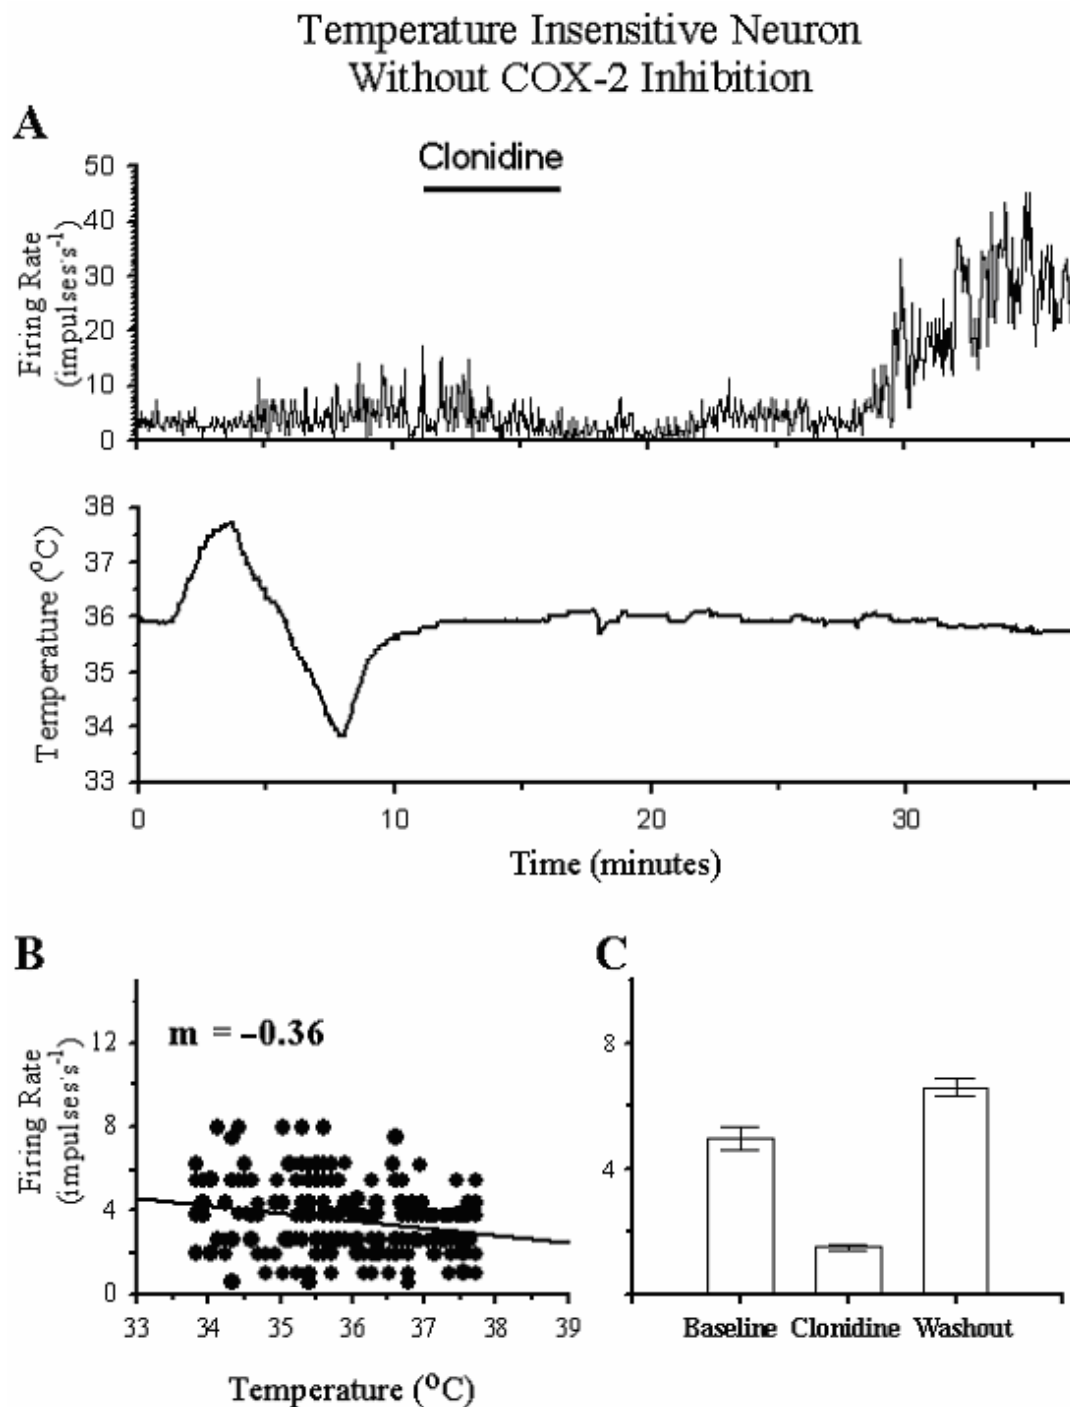 Temperature Insensitive Neuron
Without COX-2 Inhibition
A
Clonidine
Firing Rate
(impulses·s⁻¹)
50
40
30
20
10
0
Temperature (°C)
38
37
36
35
34
33
0 10 20 30
Time (minutes)
B
m = –0.36
Firing Rate
(impulses·s⁻¹)
12
8
4
0
33 34 35 36 37 38 39
Temperature (°C)
C
8
4
Baseline Clonidine Washout